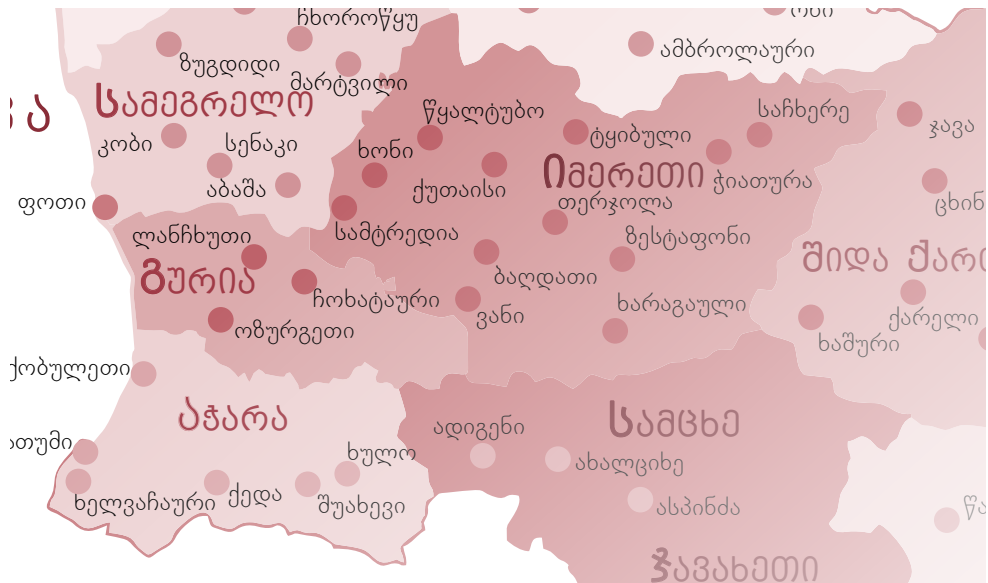 ჩხოროწყუ
ამბროლაური
ზუგდიდი
მარტვილი
სამეგრელო
წყალტუბო
საჩხერე
ჯავა
კობი
სენაკი
ხონი
ტყიბული
იმერეთი
ჭიათურა
აბაშა
ქუთაისი
ფოთი
თერჯოლა
ლანჩხუთი
სამტრედია
ზესტაფონი
შიდა
გურია
ბაღდათი
ჩოხატაური
ვანი
ხარაგაული
ქარელი
ოზურგეთი
ხაშური
ქობულეთი
აჭარა
ადიგენი
სამცხე
ხულო
ახალციხე
ხელვაჩაური
ქედა
შუახევი
ასპინძა
ჯავახეთი